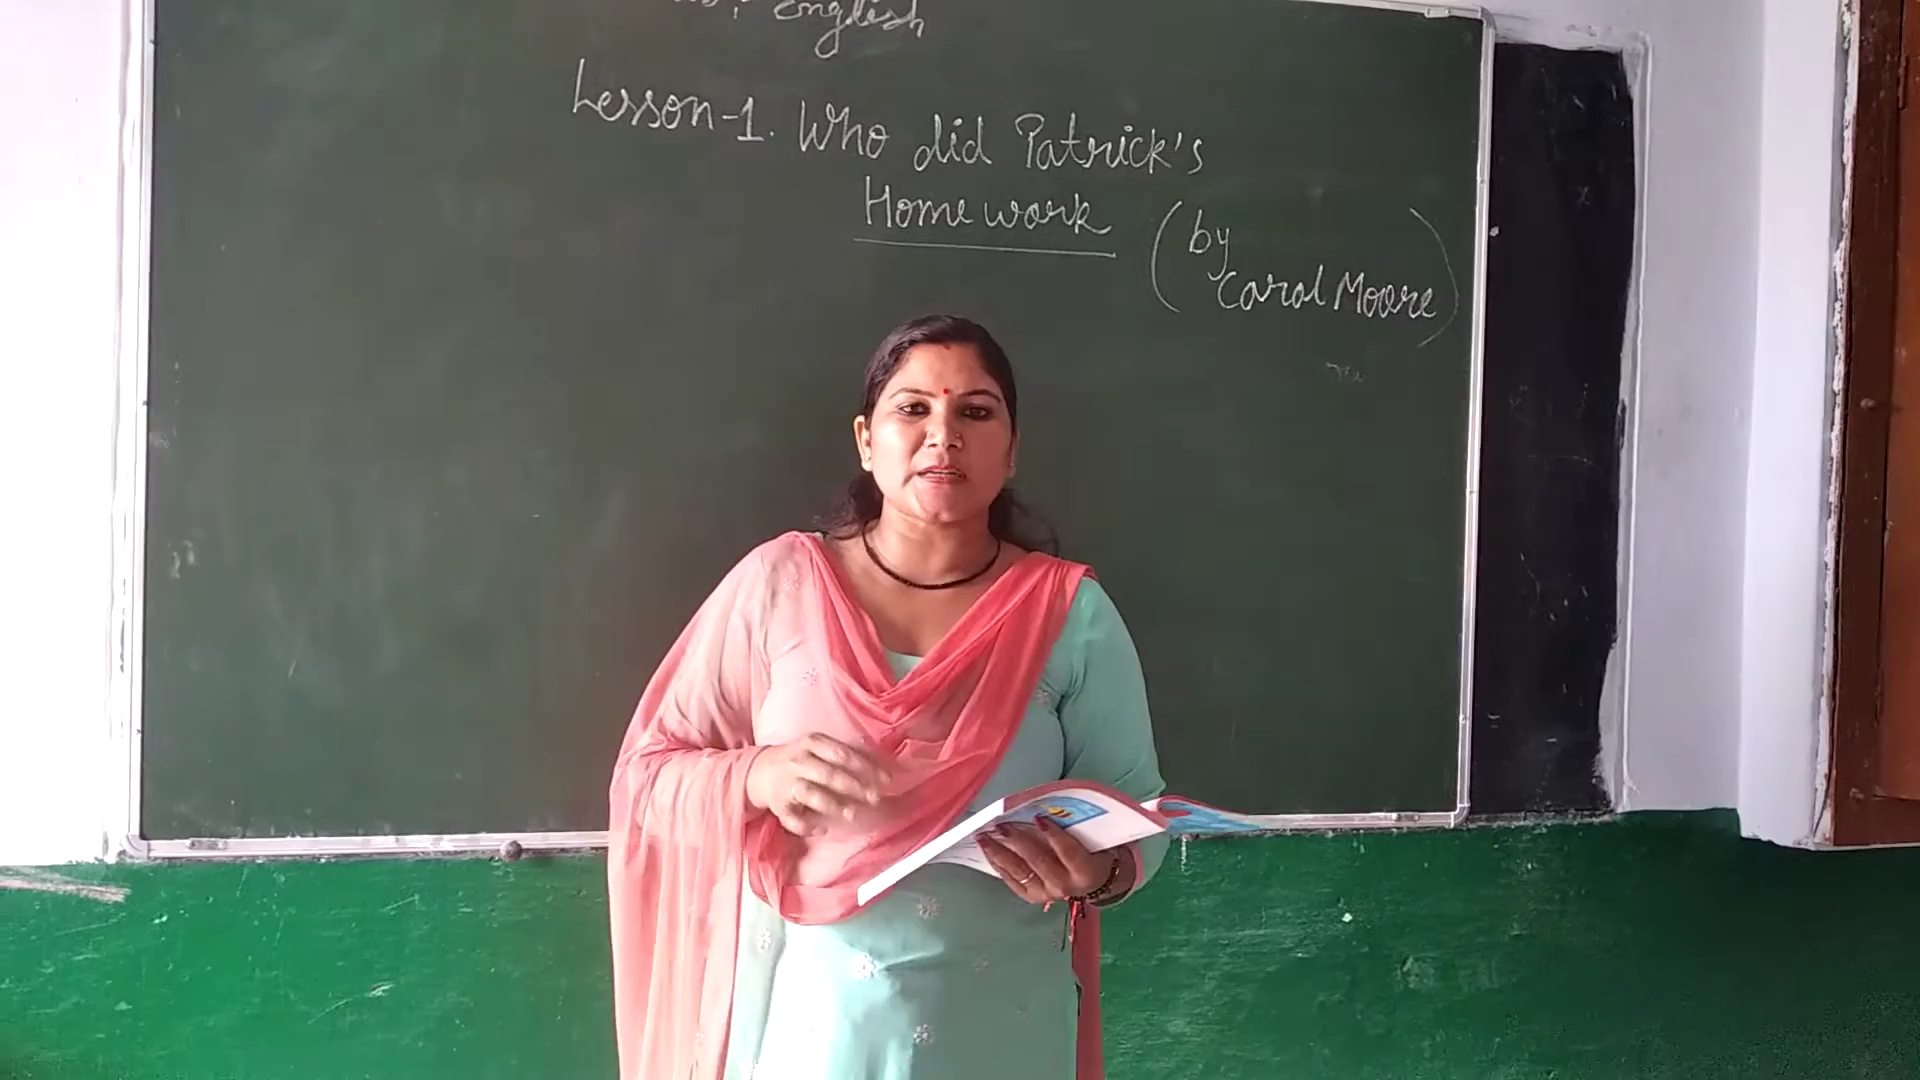 English
Lesson-1. Who did Patrick's
Home work
(by
Carol Moore)